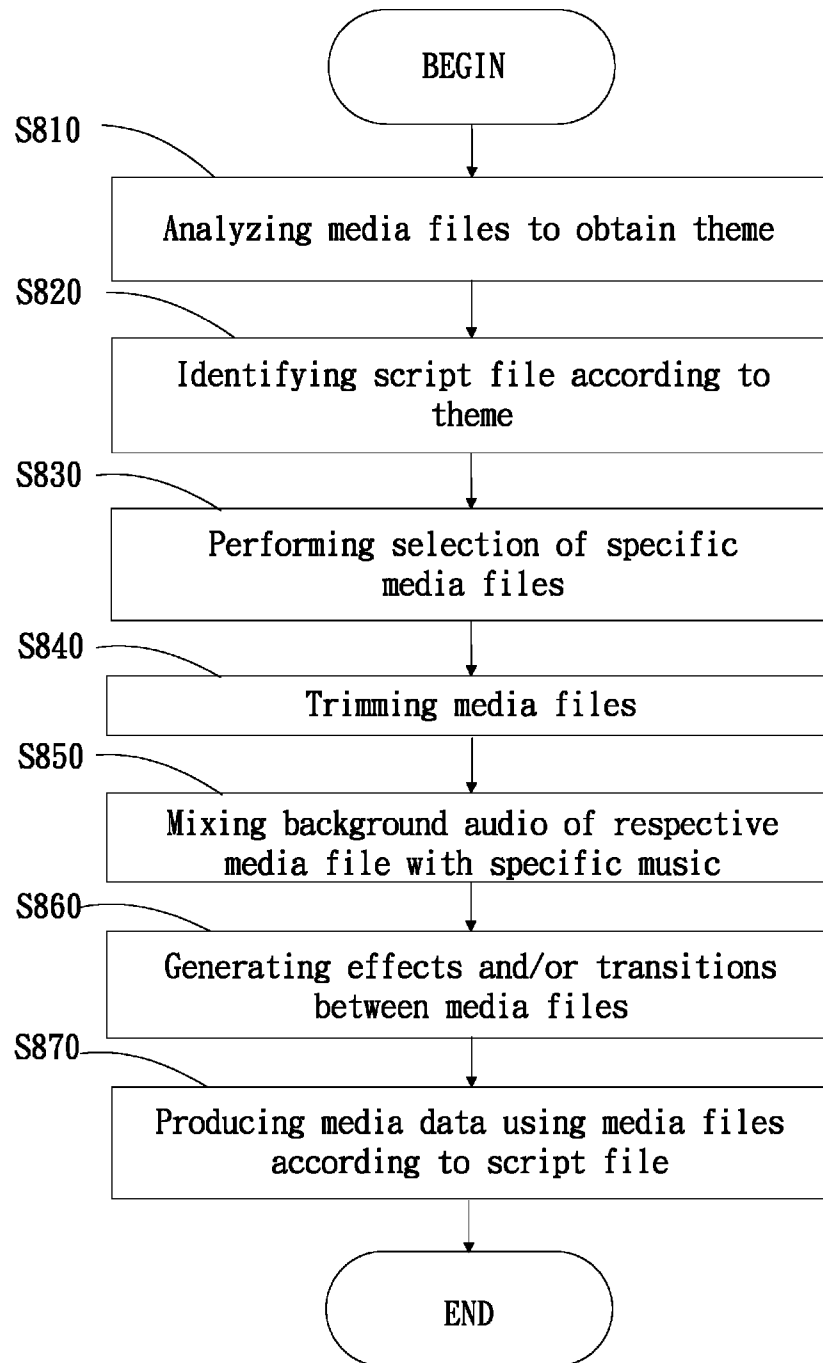 BEGIN
S810
Analyzing media files to obtain theme
S820
Identifying script file according to
theme
S830
Performing selection of specific
media files
S840
Trimming media files
S850
Mixing background audio of respective
media file with specific music
S860
Generating effects and/or transitions
between media files
S870
Producing media data using media files
according to script file
END